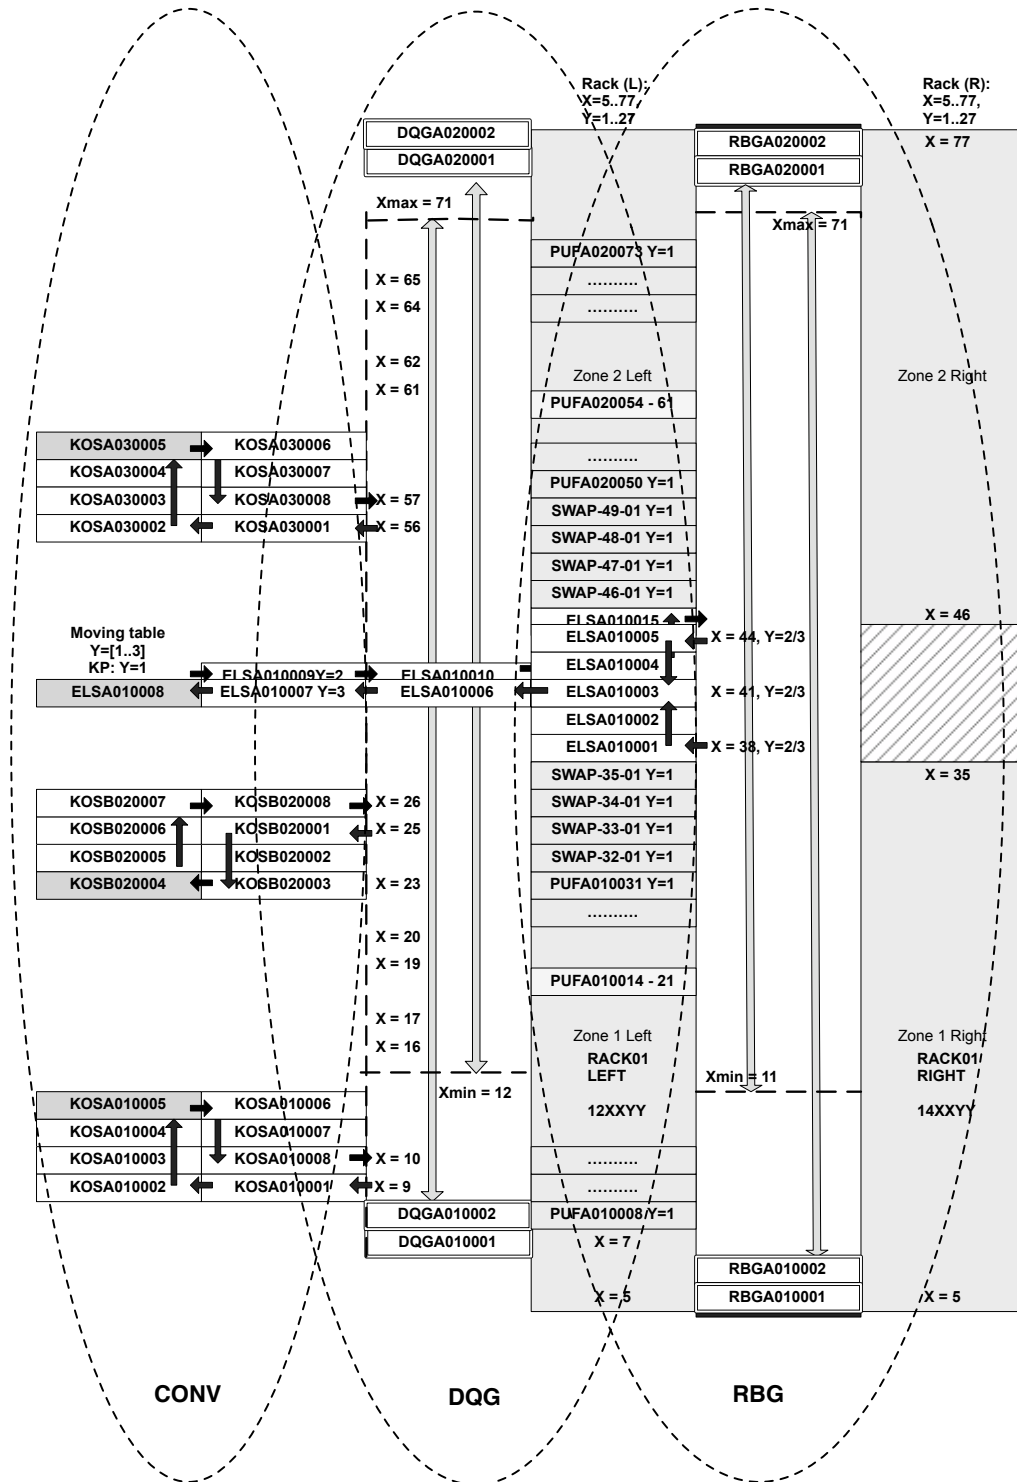 Rack (L):
X=5..77,
Y=1..27
Rack (R):
X=5..77,
Y=1..27
DQGA020002
DQGA020001
RBGA020002
RBGA020001
X = 77
Xmax = 71
Xmax = 71
PUFA020073 Y=1
..........
..........
X = 65
X = 64
X = 62
X = 61
Zone 2 Left
Zone 2 Right
PUFA020054 - 61
..........
PUFA020050 Y=1
SWAP-49-01 Y=1
SWAP-48-01 Y=1
SWAP-47-01 Y=1
SWAP-46-01 Y=1
KOSA030005
KOSA030006
KOSA030004
KOSA030007
KOSA030003
KOSA030008
X = 57
KOSA030002
KOSA030001
X = 56
ELSA010015
X = 46
ELSA010005
X = 44, Y=2/3
ELSA010004
Moving table
Y=[1..3]
KP: Y=1
ELSA010009Y=2
ELSA010010
ELSA010008
ELSA010007 Y=3
ELSA010006
ELSA010003
X = 41, Y=2/3
ELSA010002
ELSA010001
X = 38, Y=2/3
SWAP-35-01 Y=1
X = 35
SWAP-34-01 Y=1
SWAP-33-01 Y=1
SWAP-32-01 Y=1
PUFA010031 Y=1
..........
KOSB020007
KOSB020008
X = 26
KOSB020006
KOSB020001
X = 25
KOSB020005
KOSB020002
KOSB020004
KOSB020003
X = 23
X = 20
X = 19
PUFA010014 - 21
X = 17
X = 16
Zone 1 Left
RACK01
LEFT
12XXYY
Zone 1 Right
RACK01
RIGHT
14XXYY
Xmin = 12
Xmin = 11
KOSA010005
KOSA010006
KOSA010004
KOSA010007
KOSA010003
KOSA010008
X = 10
..........
KOSA010002
KOSA010001
X = 9
..........
DQGA010002
PUFA010008 Y=1
DQGA010001
X = 7
RBGA010002
RBGA010001
X = 5
X = 5
CONV
DQG
RBG